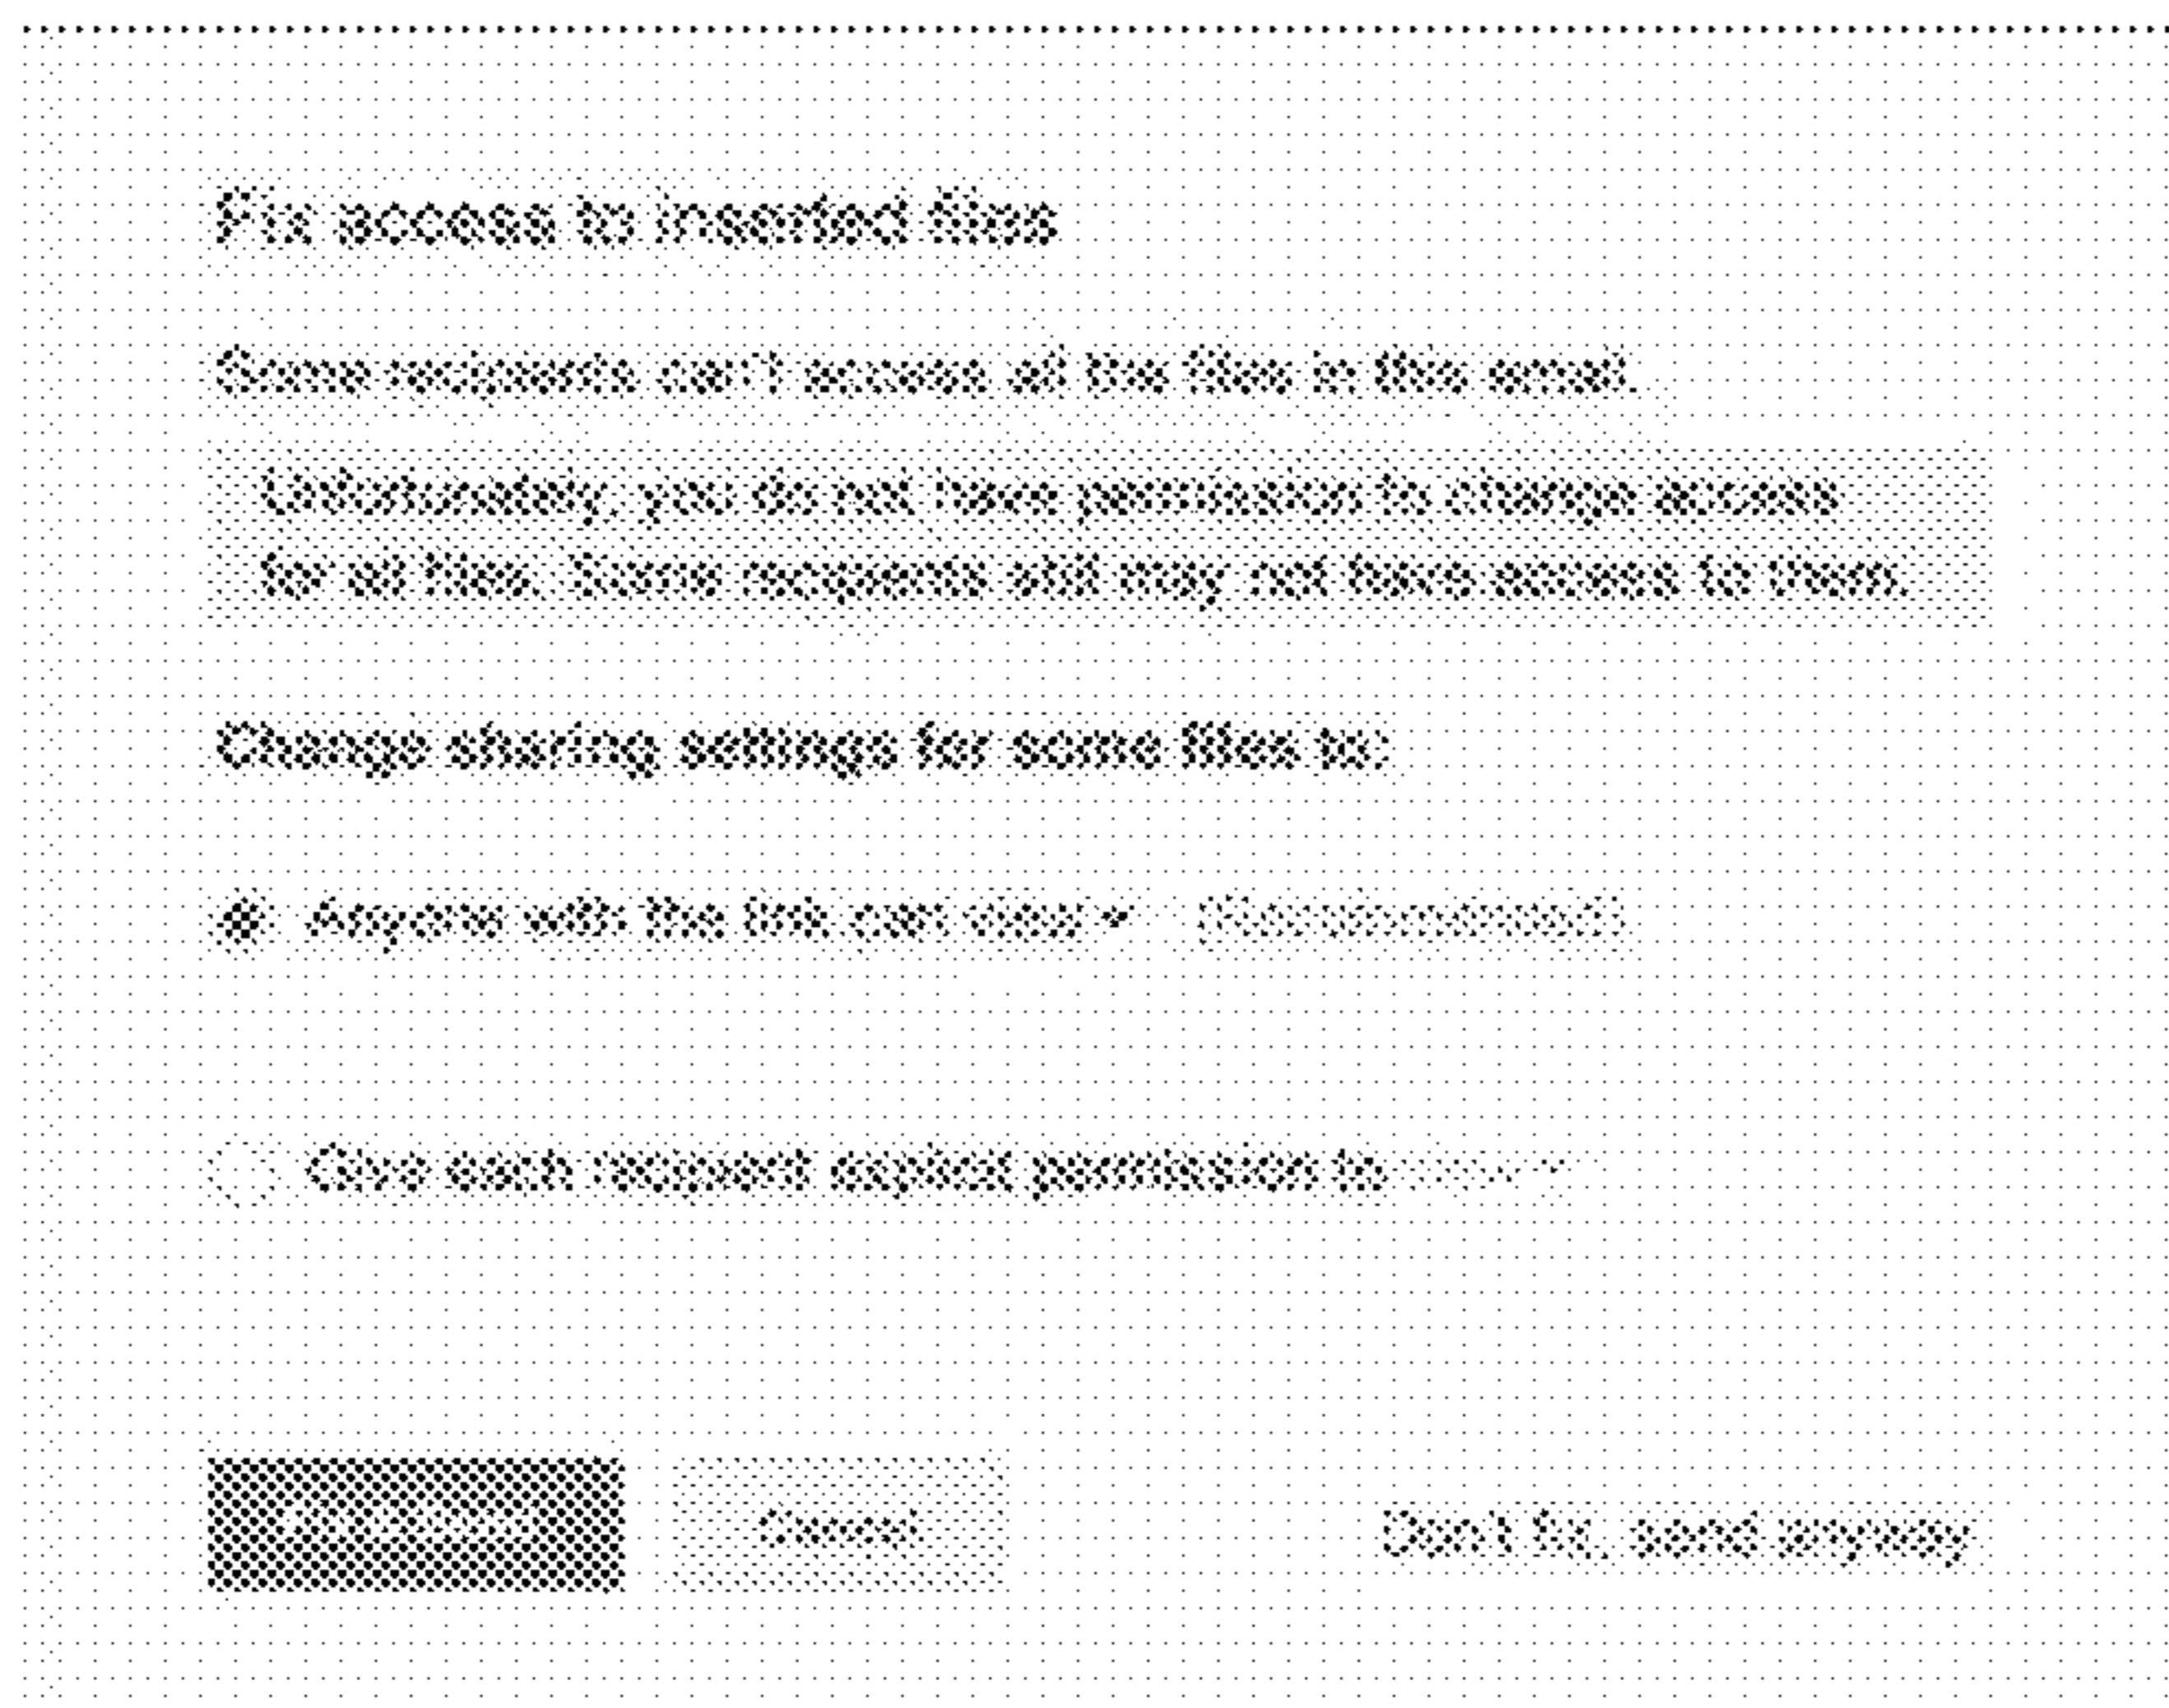 Fix access to inserted files
Some recipients can't access all the files in this email.
Unfortunately, you do not have permission to change access
for all files. Some recipients still may not have access to them.
Change sharing settings for some files to:
Anyone with the link can view (Recommended)
Give each recipient explicit permission to
Cancel Don't fix, send anyway